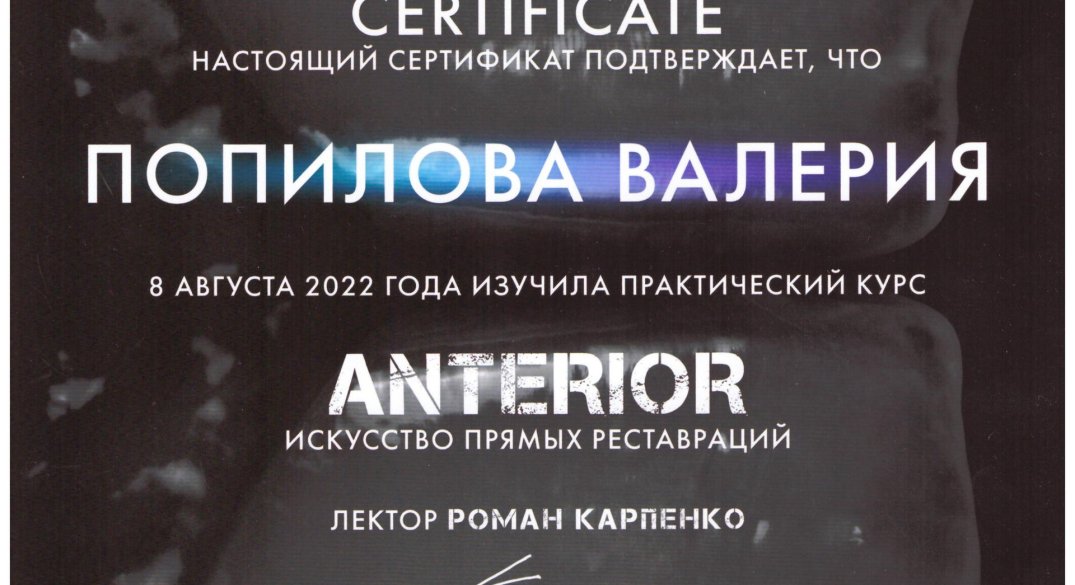 CERTIFICATE
НАСТОЯЩИЙ СЕРТИФИКАТ ПОДТВЕРЖДАЕТ, ЧТО
ПОПИЛОВА ВАЛЕРИЯ
8 АВГУСТА 2022 ГОДА ИЗУЧИЛА ПРАКТИЧЕСКИЙ КУРС
ANTERIOR
ИСКУССТВО ПРЯМЫХ РЕСТАВРАЦИЙ
ЛЕКТОР РОМАН КАРПЕНКО